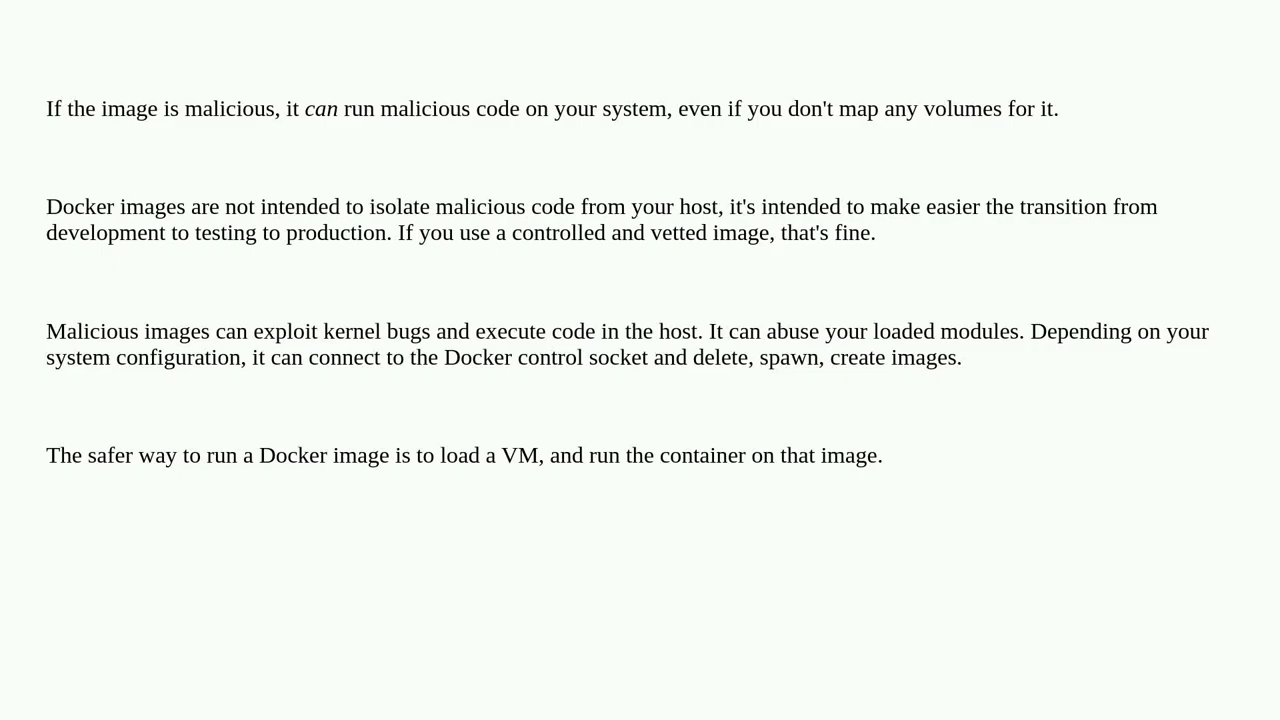 If the image is malicious, it can run malicious code on your system, even if you don't map any volumes for it.
Docker images are not intended to isolate malicious code from your host, it's intended to make easier the transition from
development to testing to production. If you use a controlled and vetted image, that's fine.
Malicious images can exploit kernel bugs and execute code in the host. It can abuse your loaded modules. Depending on your
system configuration, it can connect to the Docker control socket and delete, spawn, create images.
The safer way to run a Docker image is to load a VM, and run the container on that image.